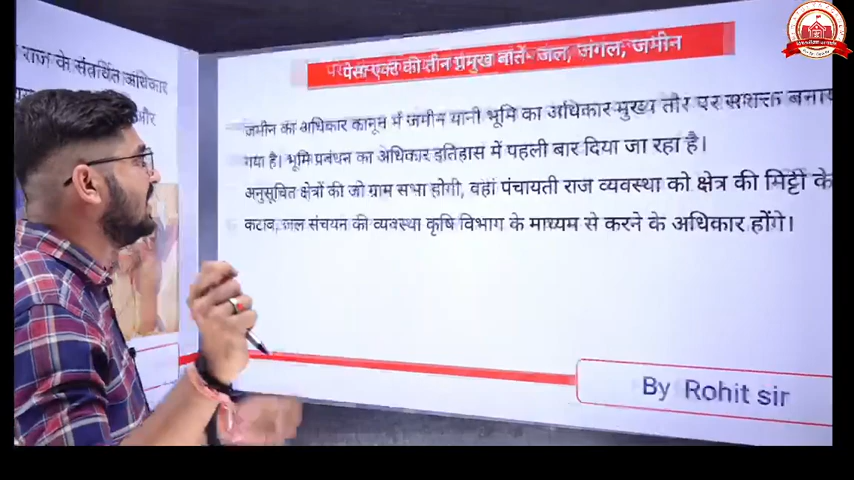 राज के संबंधित अधिकार
और
पेसा एक्ट की तीन प्रमुख बातें- जल, जंगल, जमीन
जमीन का अधिकार कानून में जमीन यानी भूमि का अधिकार मुख्य तौर पर सशक्त बनाया
गया है। भूमि प्रबंधन का अधिकार इतिहास में पहली बार दिया जा रहा है।
अनुसूचित क्षेत्रों की जो ग्राम सभा होगी, वहां पंचायती राज व्यवस्था को क्षेत्र की मिट्टी के
कटाव, जल संचयन की व्यवस्था कृषि विभाग के माध्यम से करने के अधिकार होंगे।
By Rohit sir